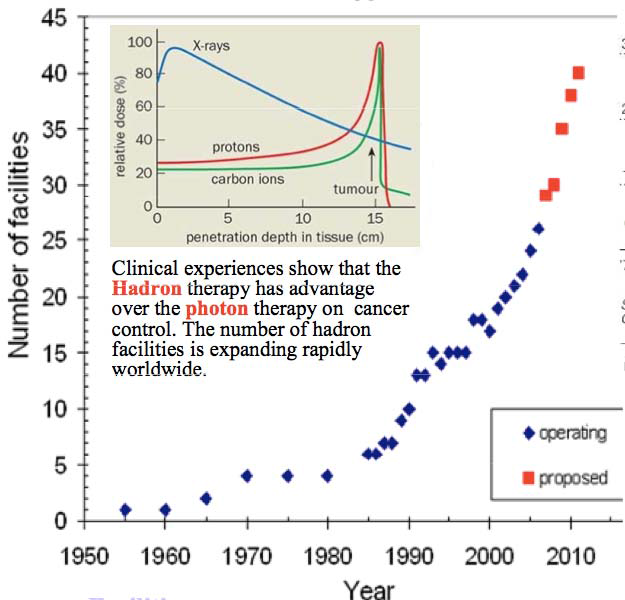 45
40
35
30
25
20
15
10
5
0
Number of facilities
100
80
60
40
20
0
relative dose (%)
X-rays
protons
carbon ions
tumour
0 5 10 15
penetration depth in tissue (cm)
Clinical experiences show that the
Hadron therapy has advantage
over the photon therapy on cancer
control. The number of hadron
facilities is expanding rapidly
worldwide.
operating
proposed
1950 1960 1970 1980 1990 2000 2010
Year